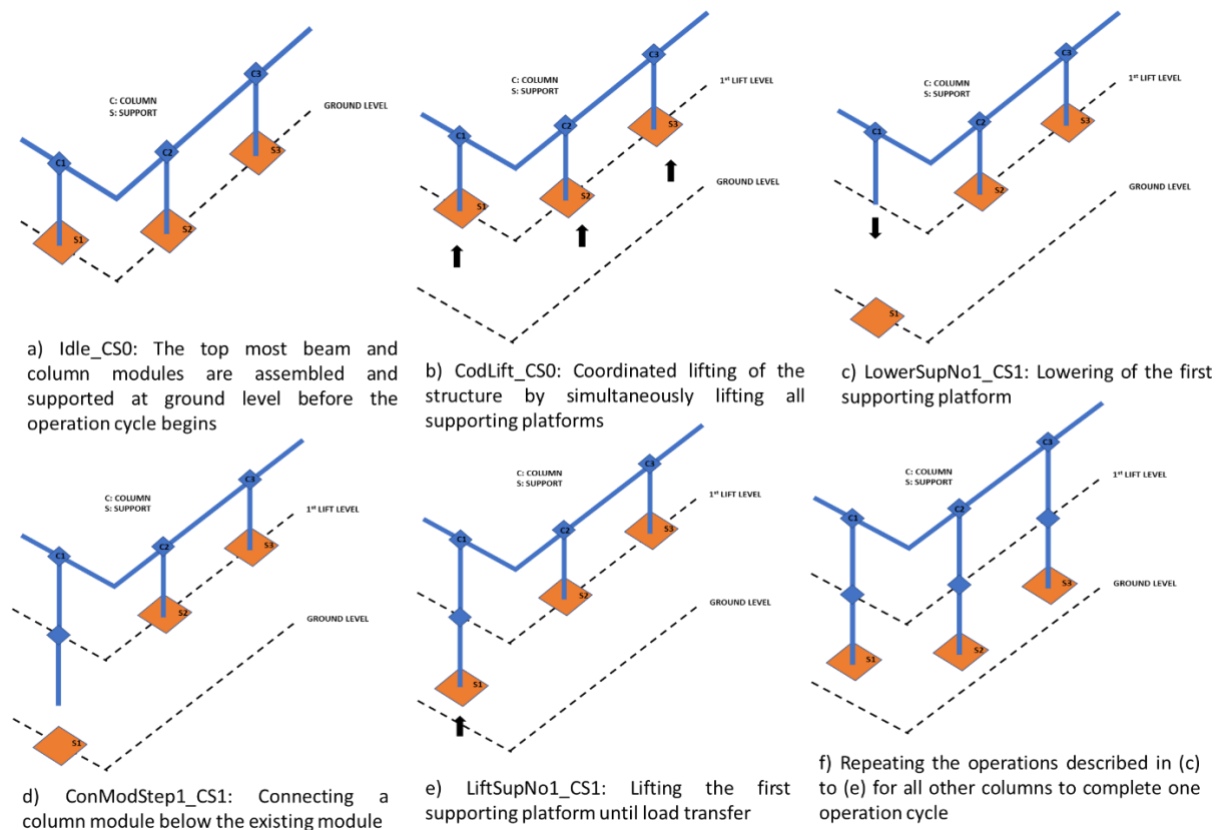 C3
C: COLUMN
S: SUPPORT
GROUND LEVEL
C2
C1
S3
S2
S1
a) Idle_CS0: The top most beam and
column modules are assembled and
supported at ground level before the
operation cycle begins
C3
C: COLUMN
S: SUPPORT
1st LIFT LEVEL
C2
C1
S3
GROUND LEVEL
S2
S1
b) CodLift_CS0: Coordinated lifting of the
structure by simultaneously lifting all
supporting platforms
C3
C: COLUMN
S: SUPPORT
1st LIFT LEVEL
C2
C1
S3
GROUND LEVEL
S2
S1
c) LowerSupNo1_CS1: Lowering of the first
supporting platform
C3
C: COLUMN
S: SUPPORT
1st LIFT LEVEL
C2
C1
S3
S2
GROUND LEVEL
S1
d) ConModStep1_CS1: Connecting a
column module below the existing module
C3
C: COLUMN
S: SUPPORT
1st LIFT LEVEL
C2
C1
S3
S2
GROUND LEVEL
S1
e) LiftSupNo1_CS1: Lifting the first
supporting platform until load transfer
C3
C: COLUMN
S: SUPPORT
1st LIFT LEVEL
C2
C1
S3
GROUND LEVEL
S2
S1
f) Repeating the operations described in (c)
to (e) for all other columns to complete one
operation cycle